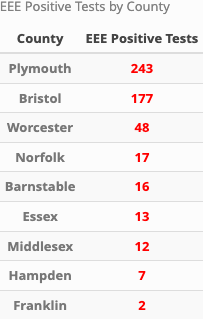 EEE Positive Tests by County
County EEE Positive Tests
Plymouth 243
Bristol 177
Worcester 48
Norfolk 17
Barnstable 16
Essex 13
Middlesex 12
Hampden 7
Franklin 2